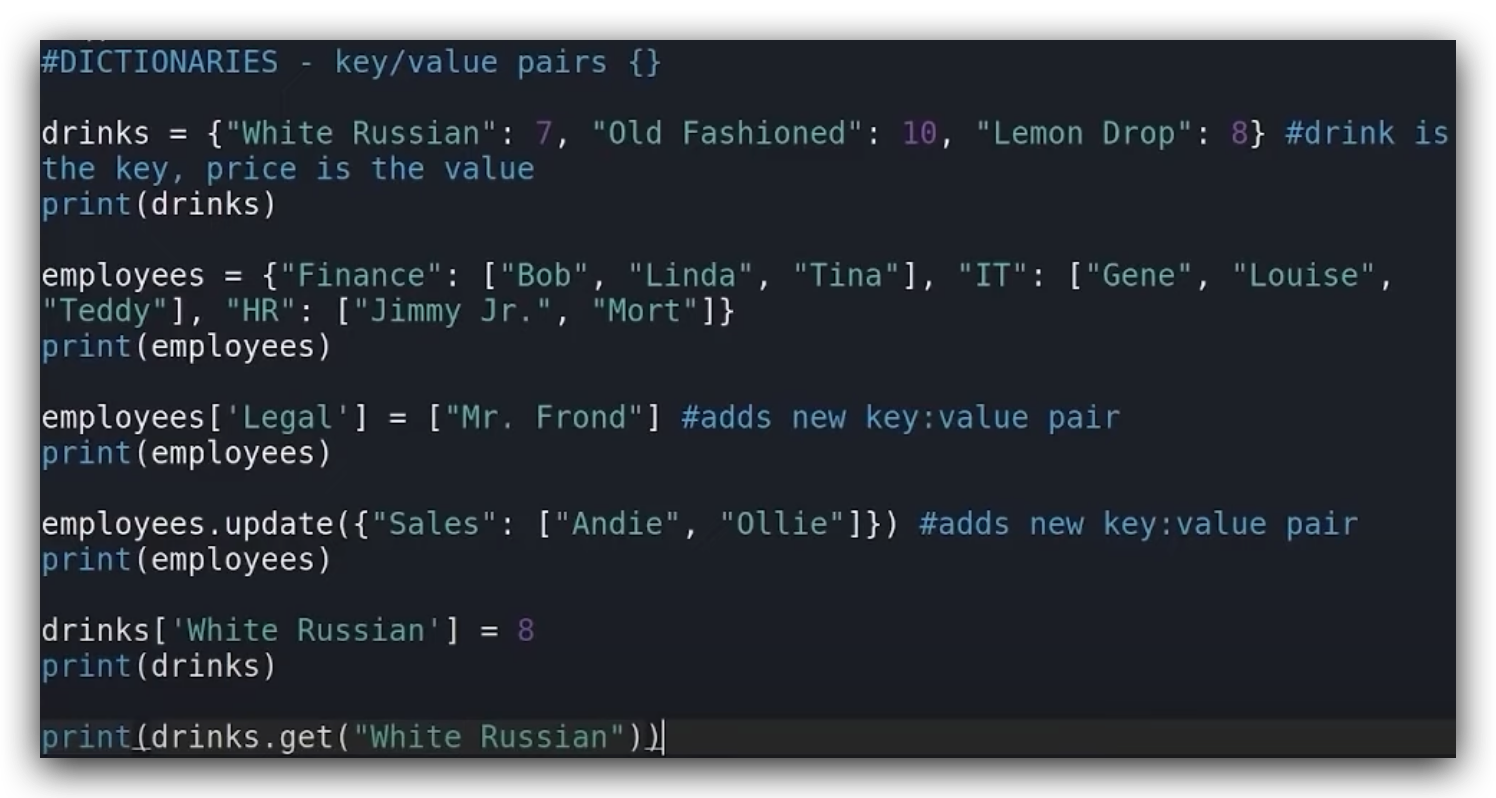 #DICTIONARIES - key/value pairs {}
drinks = {"White Russian": 7, "Old Fashioned": 10, "Lemon Drop": 8} #drink is
the key, price is the value
print(drinks)
employees = {"Finance": ["Bob", "Linda", "Tina"], "IT": ["Gene", "Louise",
"Teddy"], "HR": ["Jimmy Jr.", "Mort"]}
print(employees)
employees['Legal'] = ["Mr. Frond"] #adds new key:value pair
print(employees)
employees.update({"Sales": ["Andie", "Ollie"]}) #adds new key:value pair
print(employees)
drinks['White Russian'] = 8
print(drinks)
print(drinks.get("White Russian"))